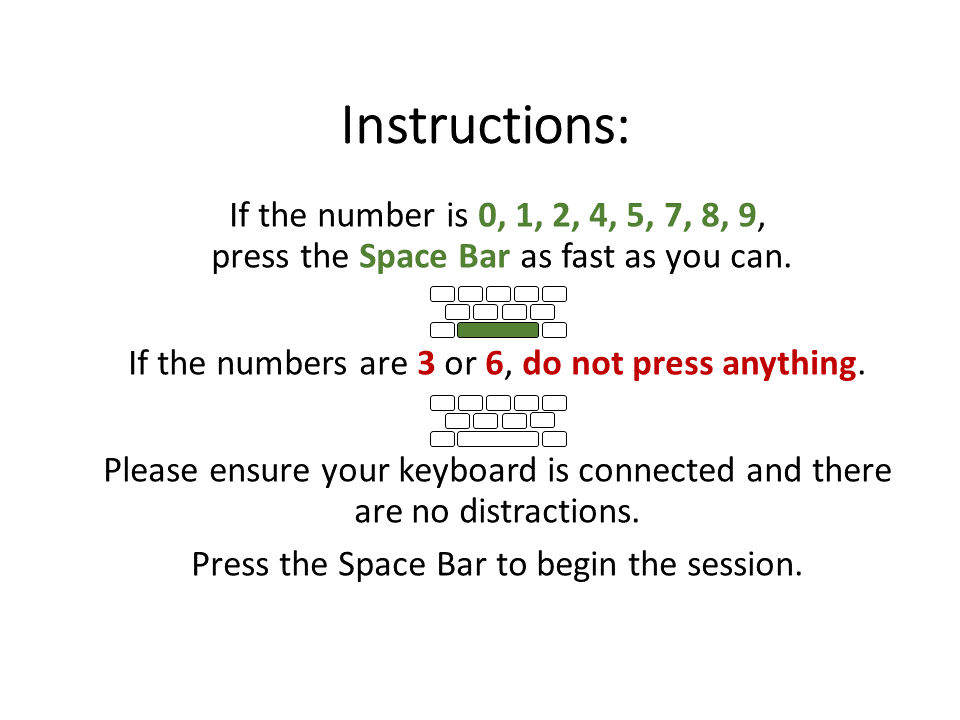 Instructions:
If the number is 0, 1, 2, 4, 5, 7, 8, 9,
press the Space Bar as fast as you can.
If the numbers are 3 or 6, do not press anything.
Please ensure your keyboard is connected and there
are no distractions.
Press the Space Bar to begin the session.